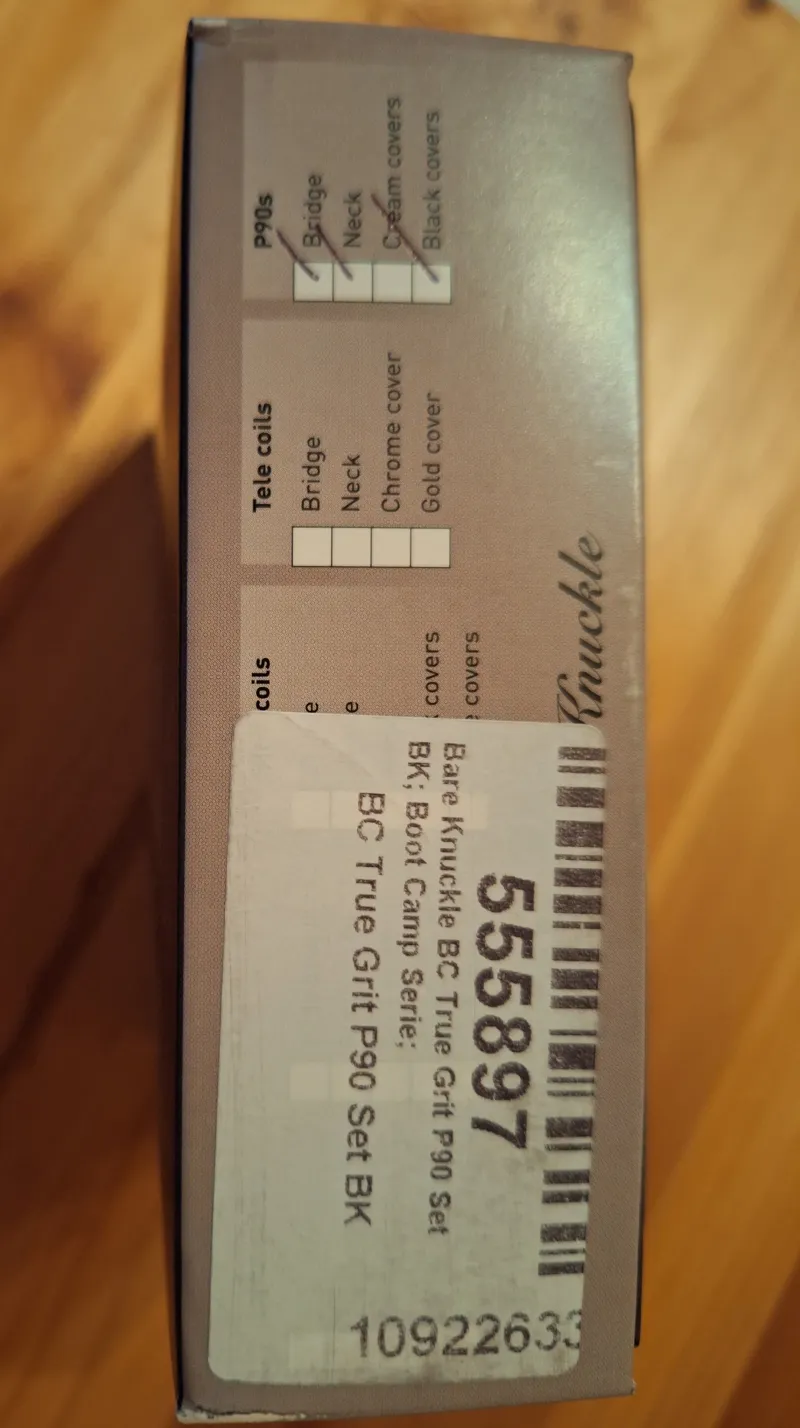 P90s
Bridge
Neck
Cream covers
Black covers
Tele coils
Bridge
Neck
Chrome cover
Gold cover
coils
e
e
covers
covers
Knuckle
555897
Bare Knuckle BC True Grit P90 Set
BK; Boot Camp Serie;
BC True Grit P90 Set BK
10922633